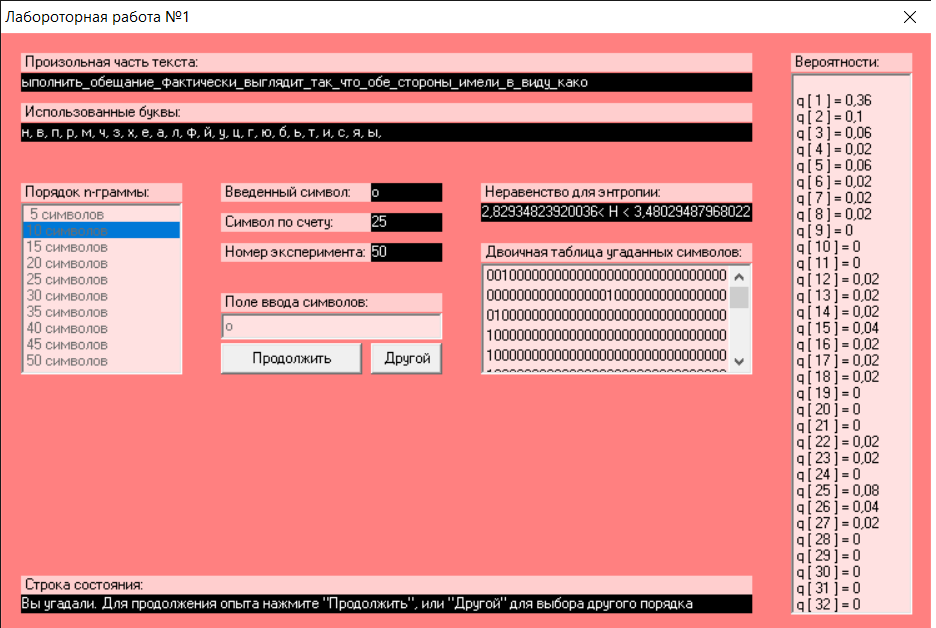 Лабороторная работа №1
Произольная часть текста:
ыполнить_обещание_фактически_выглядит_так_что_обе_стороны_имели_в_виду_како
Использованные буквы:
н, в, п, р, м, ч, з, х, е, а, л, ф, й, у, ц, г, ю, б, ь, т, и, с, я, ы,
Порядок n-граммы:
5 символов
10 символов
15 символов
20 символов
25 символов
30 символов
35 символов
40 символов
45 символов
50 символов
Введенный символ: о
Символ по счету: 25
Номер эксперимента: 50
Поле ввода символов:
о
Продолжить
Другой
Неравенство для энтропии:
2,82934823920036< H < 3,48029487968022
Двоичная таблица угаданных символов:
00100000000000000000000000000000
00000000000000001000000000000000
01000000000000000000000000000000
10000000000000000000000000000000
10000000000000000000000000000000
Вероятности:
q [ 1 ] = 0,36
q [ 2 ] = 0,1
q [ 3 ] = 0,06
q [ 4 ] = 0,02
q [ 5 ] = 0,06
q [ 6 ] = 0,02
q [ 7 ] = 0,02
q [ 8 ] = 0,02
q [ 9 ] = 0
q [ 10 ] = 0
q [ 11 ] = 0
q [ 12 ] = 0,02
q [ 13 ] = 0,02
q [ 14 ] = 0,02
q [ 15 ] = 0,04
q [ 16 ] = 0,02
q [ 17 ] = 0,02
q [ 18 ] = 0,02
q [ 19 ] = 0
q [ 20 ] = 0
q [ 21 ] = 0
q [ 22 ] = 0,02
q [ 23 ] = 0,02
q [ 24 ] = 0
q [ 25 ] = 0,08
q [ 26 ] = 0,04
q [ 27 ] = 0,02
q [ 28 ] = 0
q [ 29 ] = 0
q [ 30 ] = 0
q [ 31 ] = 0
q [ 32 ] = 0
Строка состояния:
Вы угадали. Для продолжения опыта нажмите "Продолжить", или "Другой" для выбора другого порядка